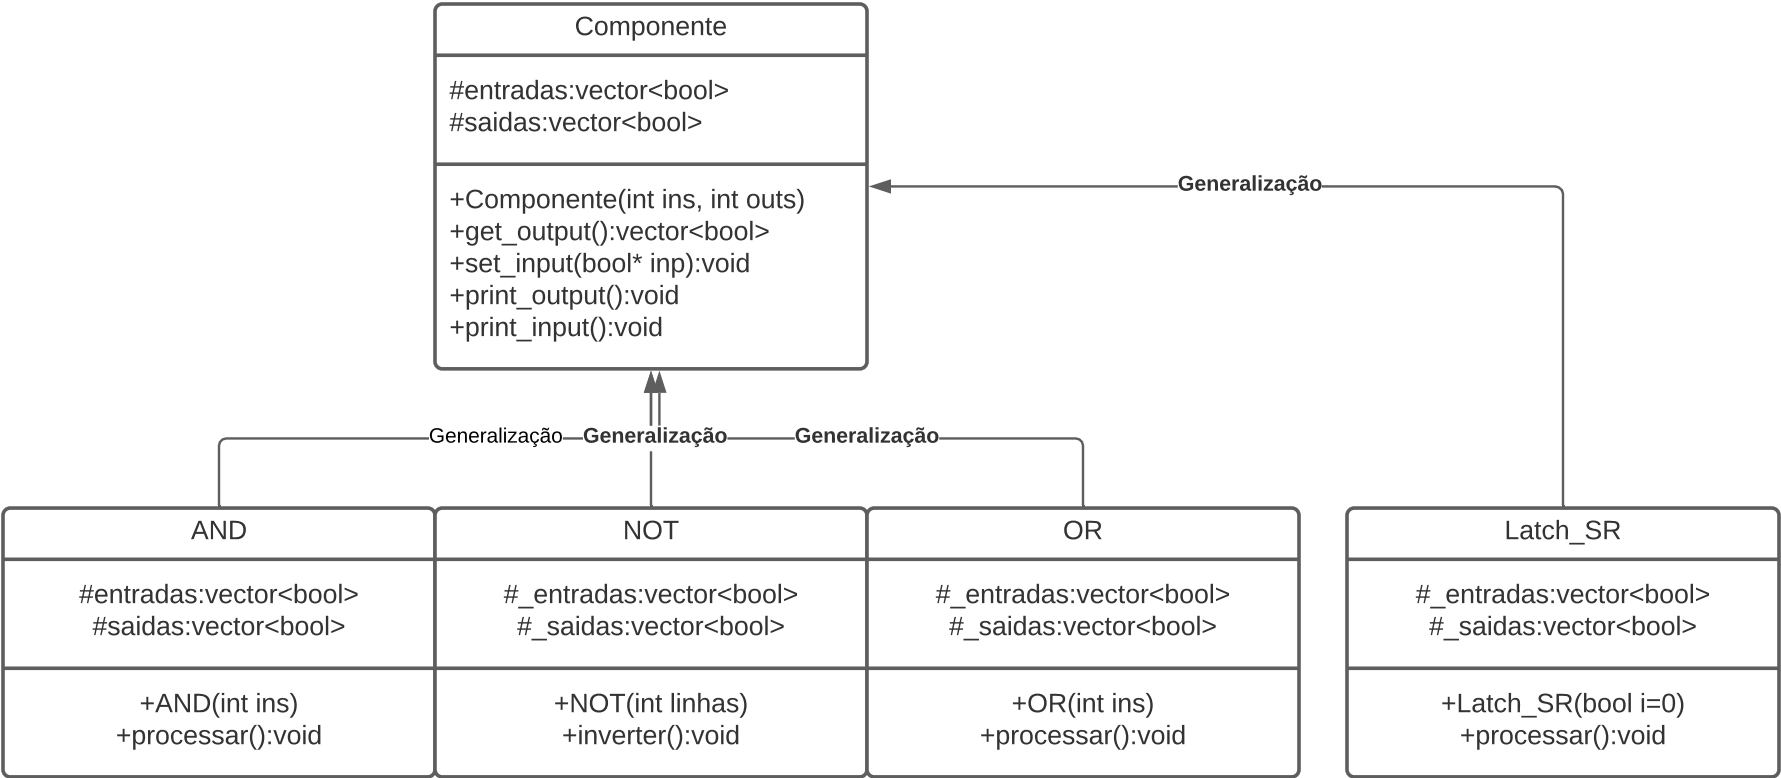 Componente
#entradas:vector<bool>
#saidas:vector<bool>
+Componente(int ins, int outs)
+get_output():vector<bool>
+set_input(bool* inp):void
+print_output():void
+print_input():void
Generalização
Generalização
Generalização
Generalização
AND
#entradas:vector<bool>
#saidas:vector<bool>
+AND(int ins)
+processar():void
NOT
#_entradas:vector<bool>
#_saidas:vector<bool>
+NOT(int linhas)
+inverter():void
OR
#_entradas:vector<bool>
#_saidas:vector<bool>
+OR(int ins)
+processar():void
Latch_SR
#_entradas:vector<bool>
#_saidas:vector<bool>
+Latch_SR(bool i=0)
+processar():void